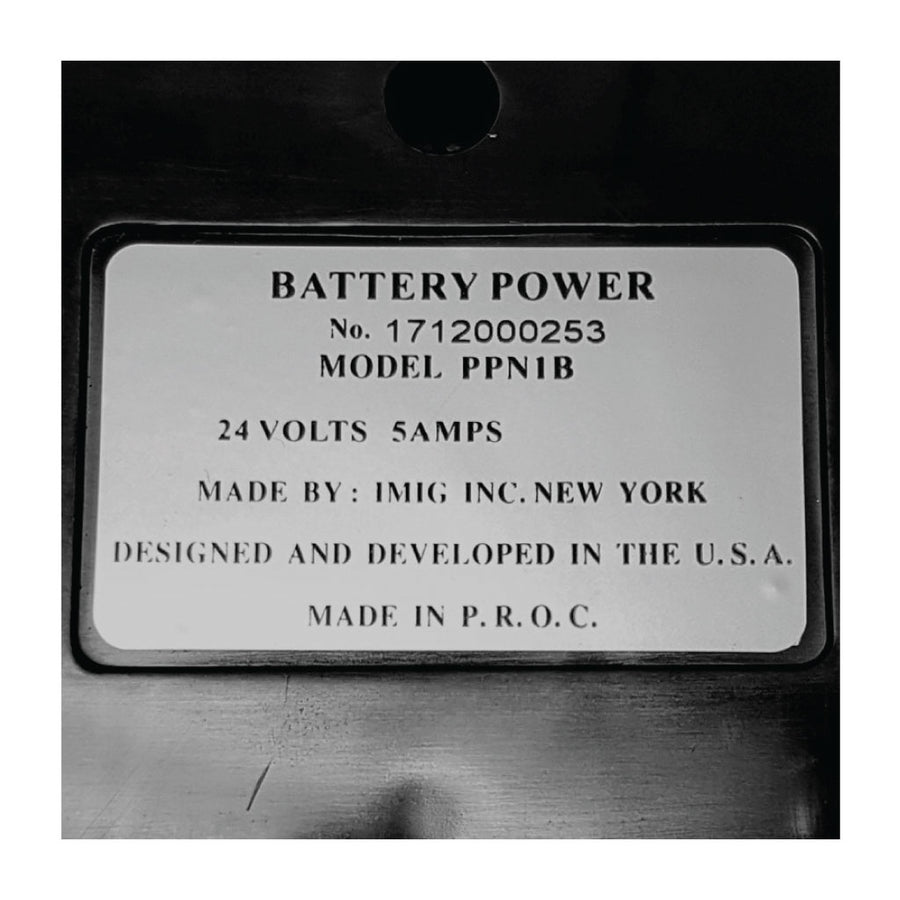 BATTERY POWER
No. 1712000253
MODEL PPN1B
24 VOLTS 5AMPS
MADE BY: IMIG INC. NEW YORK
DESIGNED AND DEVELOPED IN THE U.S.A.
MADE IN P.R.O.C.